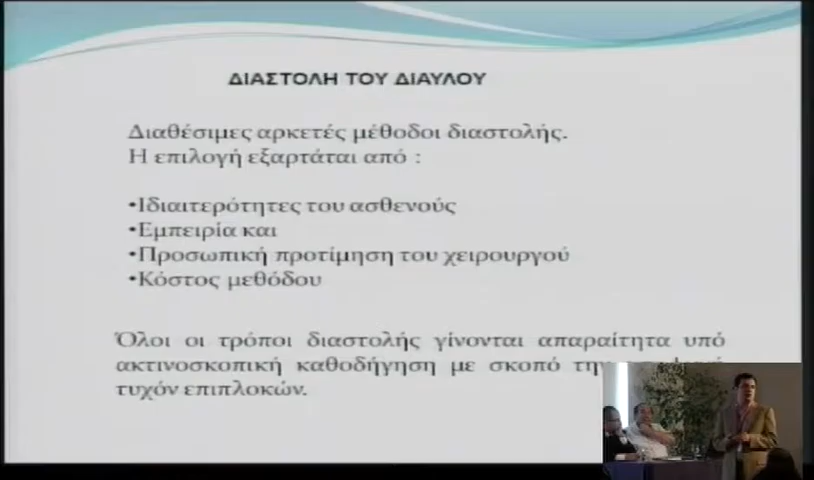 ΔΙΑΣΤΟΛΗ ΤΟΥ ΔΙΑΥΛΟΥ
Διαθέσιμες αρκετές μέθοδοι διαστολής.
Η επιλογή εξαρτάται από :
•Ιδιαιτερότητες του ασθενούς
•Εμπειρία και
•Προσωπική προτίμηση του χειρουργού
•Κόστος μεθόδου
Όλοι οι τρόποι διαστολής γίνονται απαραίτητα υπό
ακτινοσκοπική καθοδήγηση με σκοπό την
τυχόν επιπλοκών.